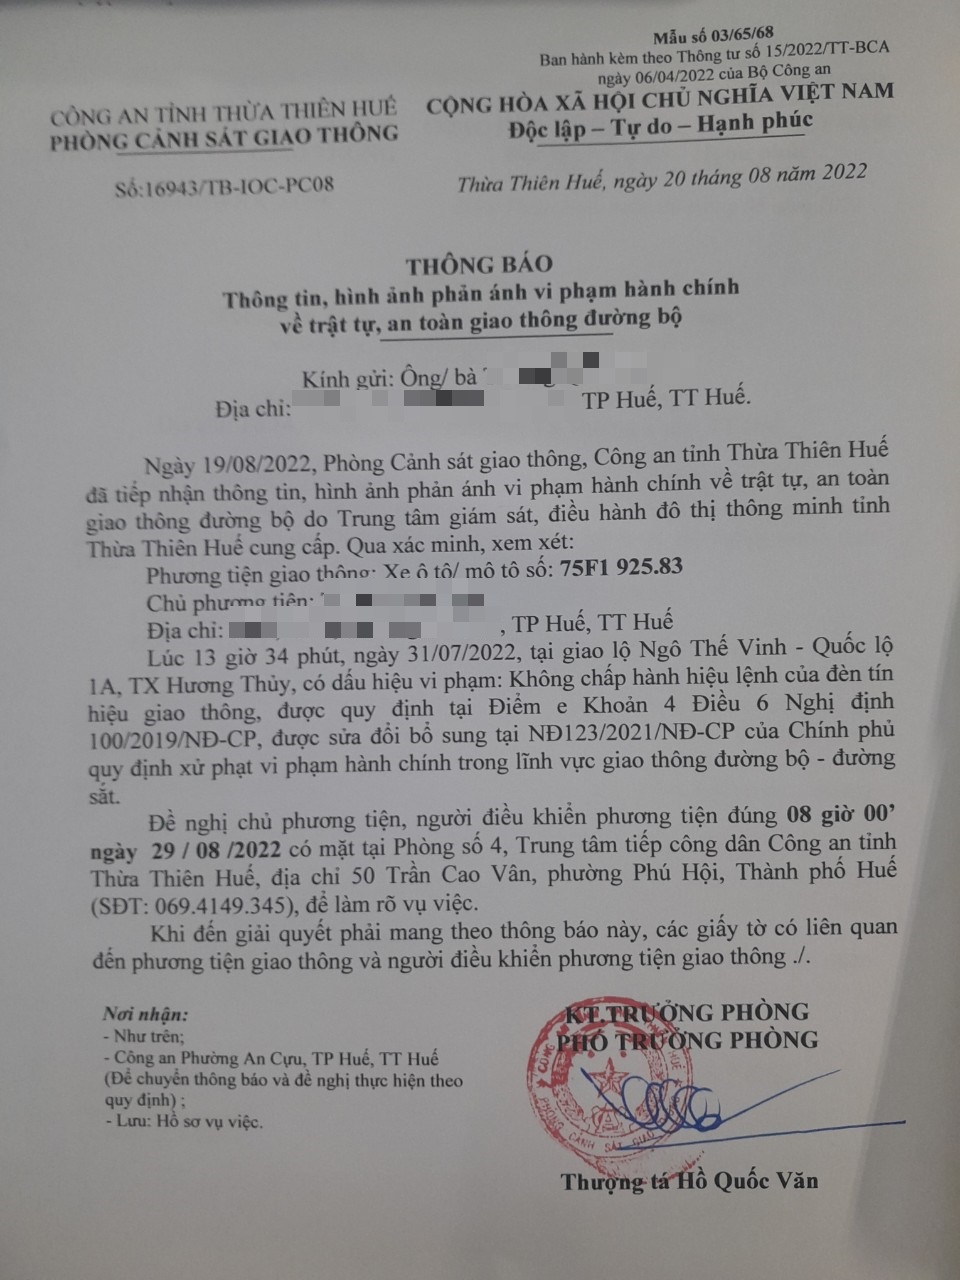 Mẫu số 03/65/68
Ban hành kèm theo Thông tư số 15/2022/TT-BCA
ngày 06/04/2022 của Bộ Công an
CÔNG AN TỈNH THỪA THIÊN HUẾ
PHÒNG CẢNH SÁT GIAO THÔNG
CỘNG HÒA XÃ HỘI CHỦ NGHĨA VIỆT NAM
Độc lập – Tự do – Hạnh phúc
Số:16943/TB-IOC-PC08
Thừa Thiên Huế, ngày 20 tháng 08 năm 2022
THÔNG BÁO
Thông tin, hình ảnh phản ánh vi phạm hành chính
về trật tự, an toàn giao thông đường bộ
Kính gửi: Ông/ bà
Địa chỉ: TP Huế, TT Huế.
Ngày 19/08/2022, Phòng Cảnh sát giao thông, Công an tỉnh Thừa Thiên Huế
đã tiếp nhận thông tin, hình ảnh phản ánh vi phạm hành chính về trật tự, an toàn
giao thông đường bộ do Trung tâm giám sát, điều hành đô thị thông minh tỉnh
Thừa Thiên Huế cung cấp. Qua xác minh, xem xét:
Phương tiện giao thông: Xe ô tô/ mô tô số: 75F1 925.83
Chủ phương tiện:
Địa chỉ: , TP Huế, TT Huế
Lúc 13 giờ 34 phút, ngày 31/07/2022, tại giao lộ Ngô Thế Vinh - Quốc lộ
1A, TX Hương Thủy, có dấu hiệu vi phạm: Không chấp hành hiệu lệnh của đèn tín
hiệu giao thông, được quy định tại Điểm e Khoản 4 Điều 6 Nghị định
100/2019/NĐ-CP, được sửa đổi bổ sung tại NĐ123/2021/NĐ-CP của Chính phủ
quy định xử phạt vi phạm hành chính trong lĩnh vực giao thông đường bộ - đường
sắt.
Đề nghị chủ phương tiện, người điều khiển phương tiện đúng 08 giờ 00’
ngày 29 / 08 /2022 có mặt tại Phòng số 4, Trung tâm tiếp công dân Công an tỉnh
Thừa Thiên Huế, địa chỉ 50 Trần Cao Vân, phường Phú Hội, Thành phố Huế
(SĐT: 069.4149.345), để làm rõ vụ việc.
Khi đến giải quyết phải mang theo thông báo này, các giấy tờ có liên quan
đến phương tiện giao thông và người điều khiển phương tiện giao thông ./.
Nơi nhận:
- Như trên;
- Công an Phường An Cựu, TP Huế, TT Huế
(Để chuyển thông báo và đề nghị thực hiện theo
quy định) ;
- Lưu: Hồ sơ vụ việc.
KT.TRƯỞNG PHÒNG
PHÓ TRƯỞNG PHÒNG
PHÒNG CẢNH SÁT GIAO
Thượng tá Hồ Quốc Văn